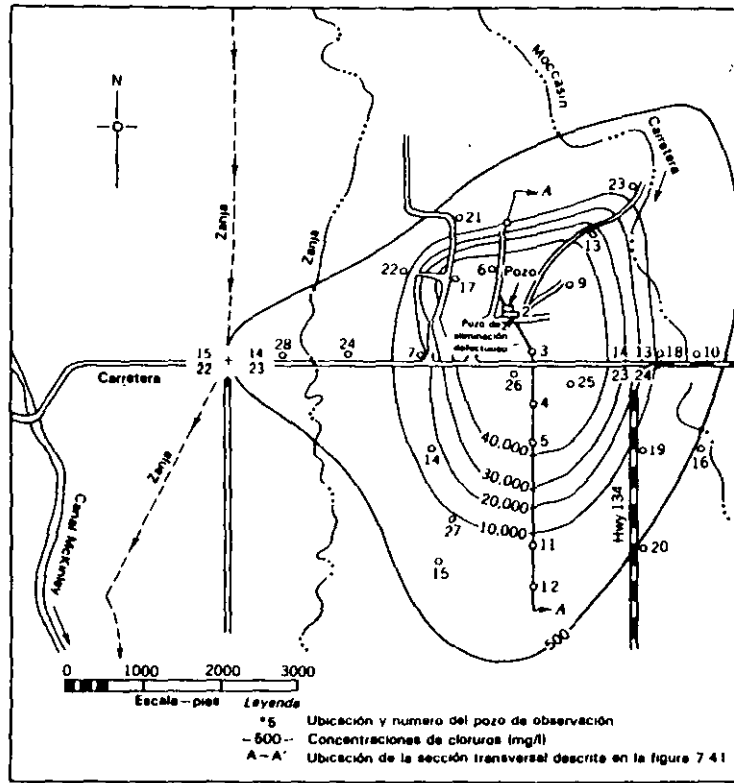 N
Moccasin
Carretera
Zanja
Zanja
A
23
21
13
22
17
6
Pozo
9
2
Pozo de
eliminación
defectuoso
15 14
22 23
28
24
7
3
14 13
23 24
18
10
Carretera
26
25
4
5
14
40.000
30.000
20.000
10.000
19
16
Zanja
Canal McKinley
27
15
11
12
Hwy 134
20
A
500
0 1000 2000 3000
Escala-pies
Leyenda
°5 Ubicación y numero del pozo de observación
-500- Concentraciones de cloruros (mg/l)
A-A' Ubicación de la sección transversal descrita en la figura 7 41